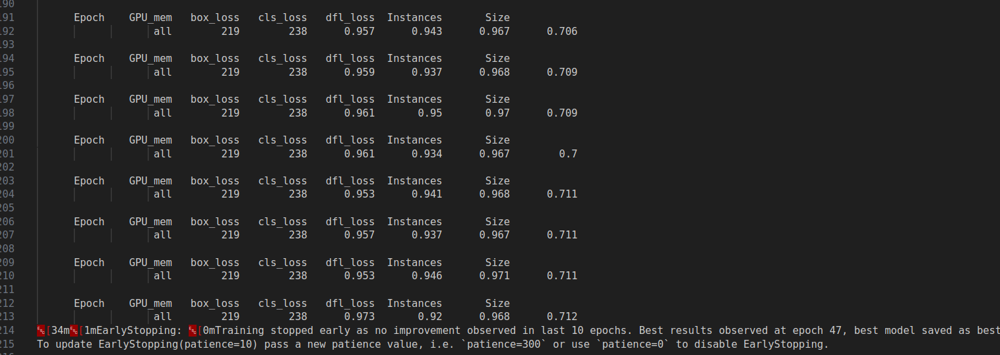 190
191 Epoch GPU_mem box_loss cls_loss dfl_loss Instances Size
192 all 219 238 0.957 0.943 0.967 0.706
193
194 Epoch GPU_mem box_loss cls_loss dfl_loss Instances Size
195 all 219 238 0.959 0.937 0.968 0.709
196
197 Epoch GPU_mem box_loss cls_loss dfl_loss Instances Size
198 all 219 238 0.961 0.95 0.97 0.709
199
200 Epoch GPU_mem box_loss cls_loss dfl_loss Instances Size
201 all 219 238 0.961 0.934 0.967 0.7
202
203 Epoch GPU_mem box_loss cls_loss dfl_loss Instances Size
204 all 219 238 0.953 0.941 0.968 0.711
205
206 Epoch GPU_mem box_loss cls_loss dfl_loss Instances Size
207 all 219 238 0.957 0.937 0.967 0.711
208
209 Epoch GPU_mem box_loss cls_loss dfl_loss Instances Size
210 all 219 238 0.953 0.946 0.971 0.711
211
212 Epoch GPU_mem box_loss cls_loss dfl_loss Instances Size
213 all 219 238 0.973 0.92 0.968 0.712
214 ESC[34mESC[1mEarlyStopping: ESC[0mTraining stopped early as no improvement observed in last 10 epochs. Best results observed at epoch 47, best model saved as best
215 To update EarlyStopping(patience=10) pass a new patience value, i.e. `patience=300` or use `patience=0` to disable EarlyStopping.